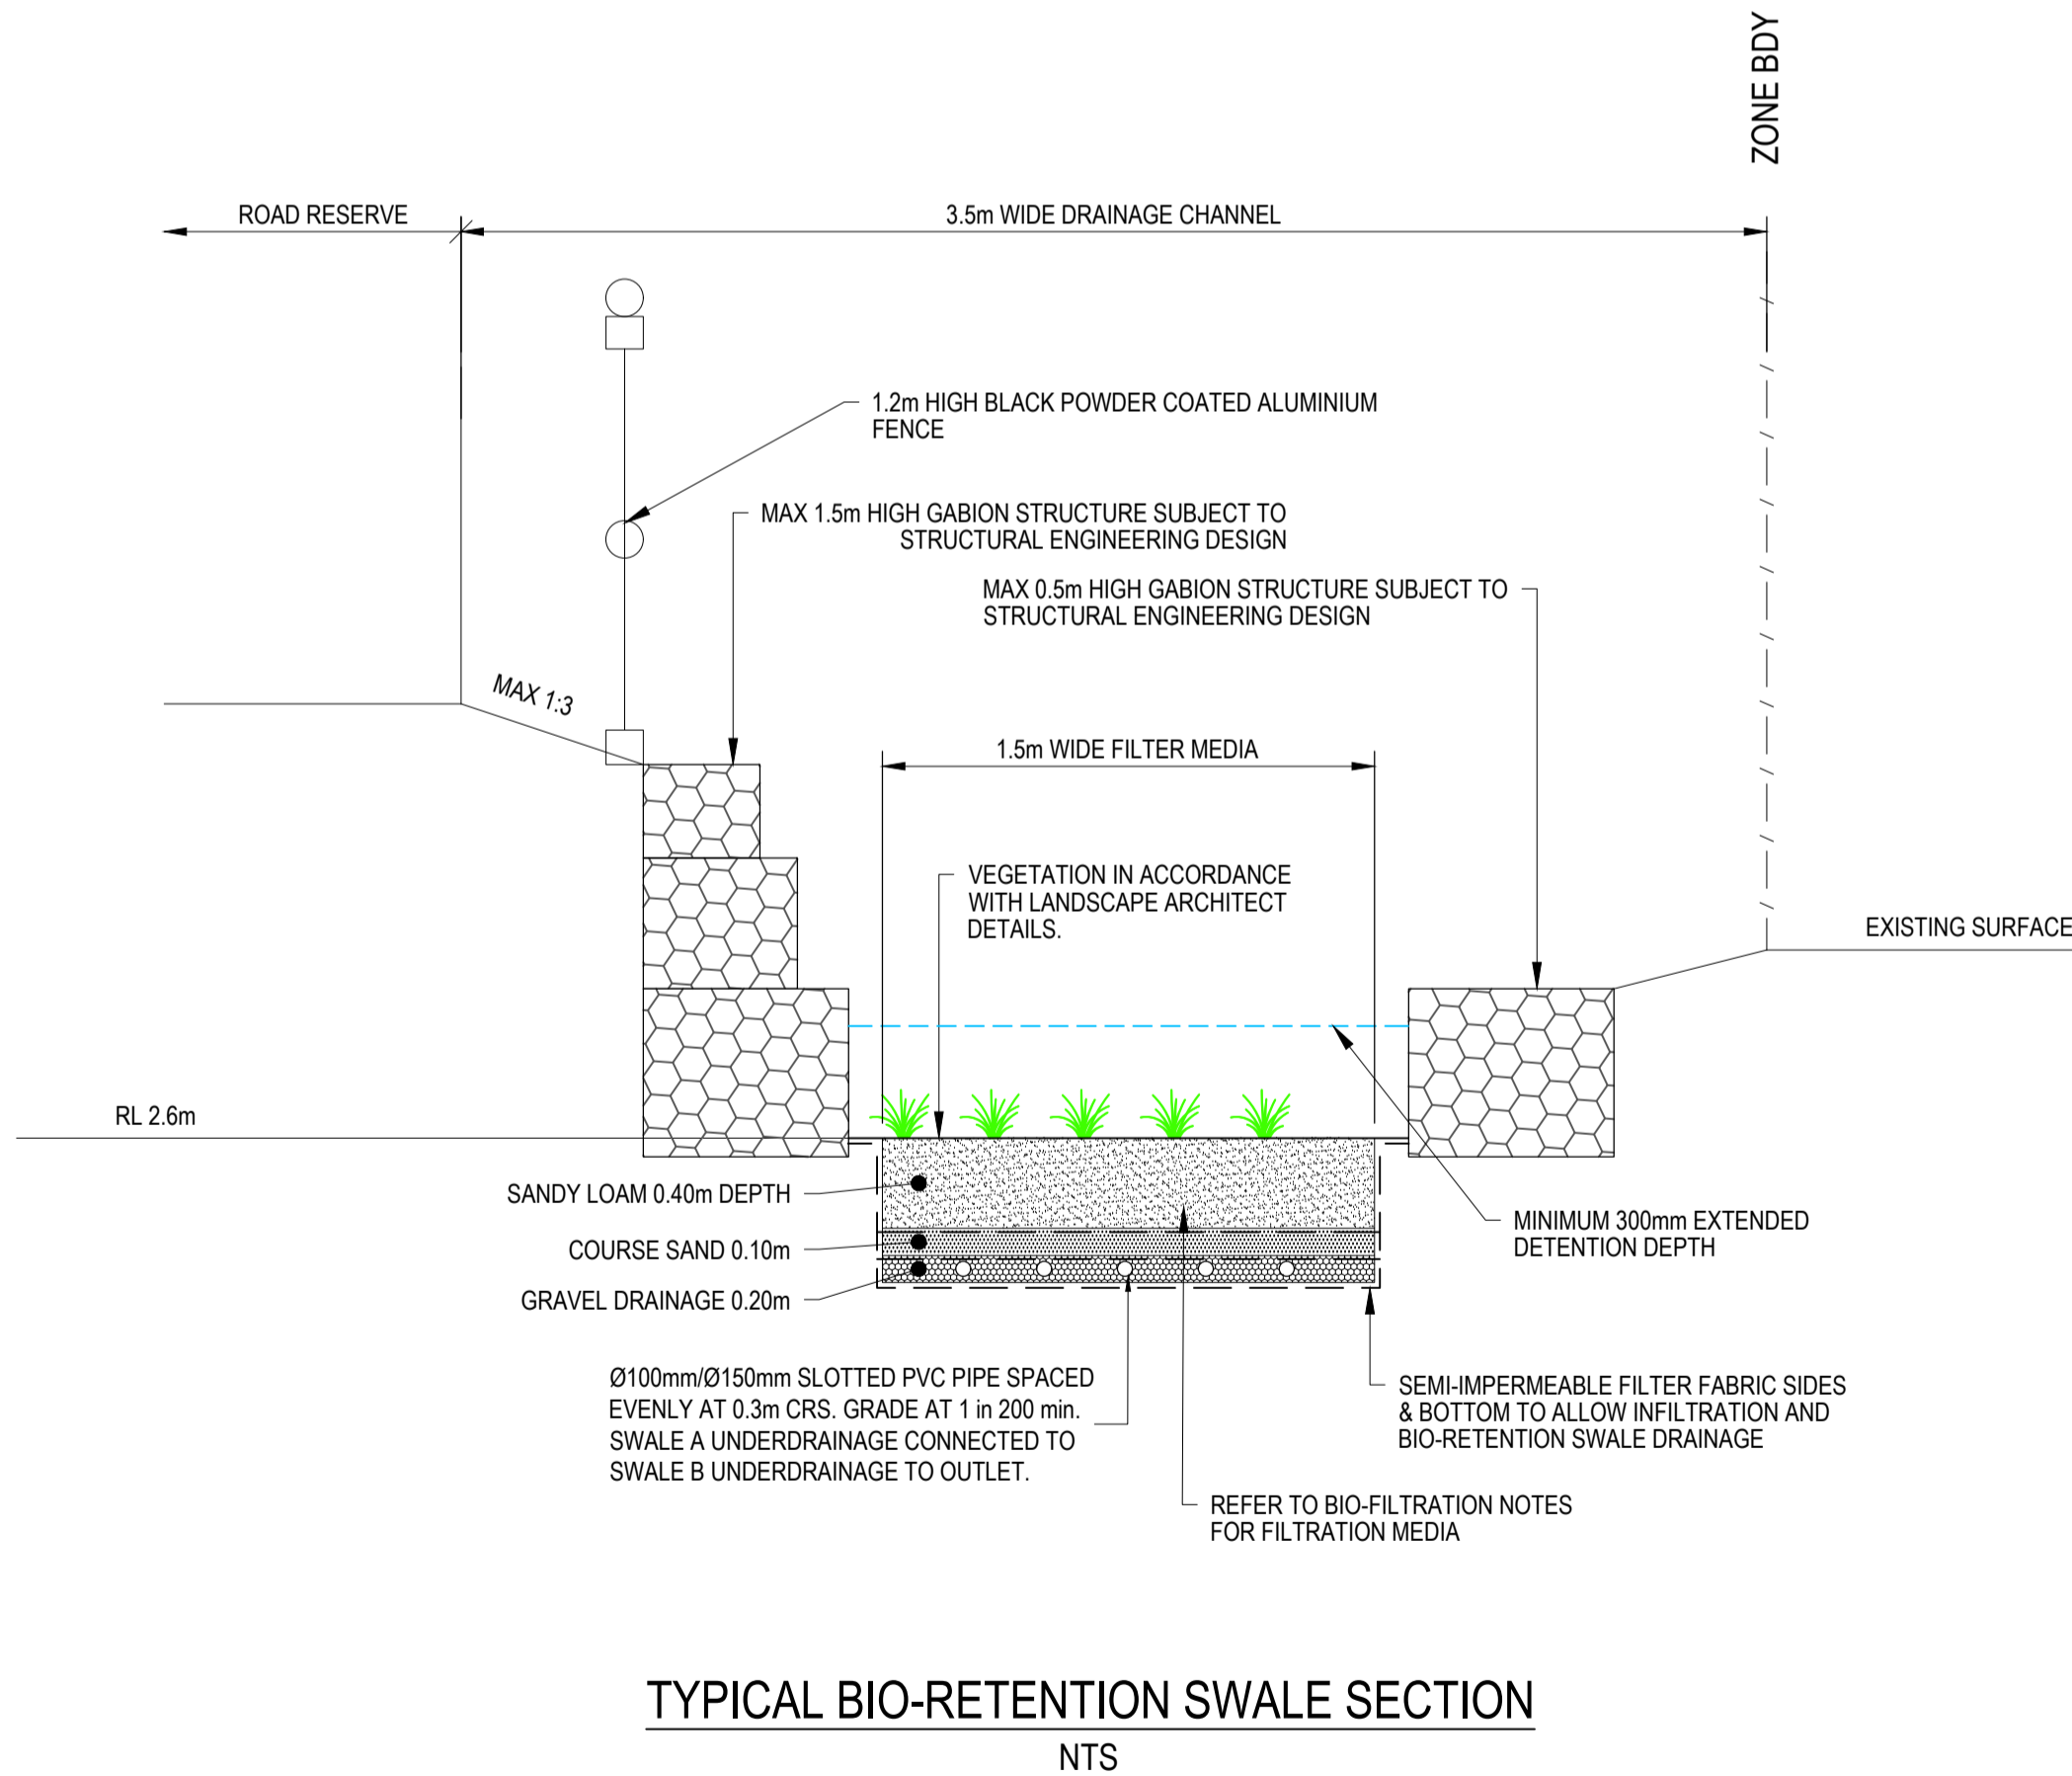 ZONE BDY
ROAD RESERVE
3.5m WIDE DRAINAGE CHANNEL
1.2m HIGH BLACK POWDER COATED ALUMINIUM
FENCE
MAX 1.5m HIGH GABION STRUCTURE SUBJECT TO
STRUCTURAL ENGINEERING DESIGN
MAX 0.5m HIGH GABION STRUCTURE SUBJECT TO
STRUCTURAL ENGINEERING DESIGN
MAX 1:3
1.5m WIDE FILTER MEDIA
VEGETATION IN ACCORDANCE
WITH LANDSCAPE ARCHITECT
DETAILS.
EXISTING SURFACE
RL 2.6m
SANDY LOAM 0.40m DEPTH
COURSE SAND 0.10m
GRAVEL DRAINAGE 0.20m
MINIMUM 300mm EXTENDED
DETENTION DEPTH
Ø100mm/Ø150mm SLOTTED PVC PIPE SPACED
EVENLY AT 0.3m CRS. GRADE AT 1 in 200 min.
SWALE A UNDERDRAINAGE CONNECTED TO
SWALE B UNDERDRAINAGE TO OUTLET.
SEMI-IMPERMEABLE FILTER FABRIC SIDES
& BOTTOM TO ALLOW INFILTRATION AND
BIO-RETENTION SWALE DRAINAGE
REFER TO BIO-FILTRATION NOTES
FOR FILTRATION MEDIA
TYPICAL BIO-RETENTION SWALE SECTION
NTS